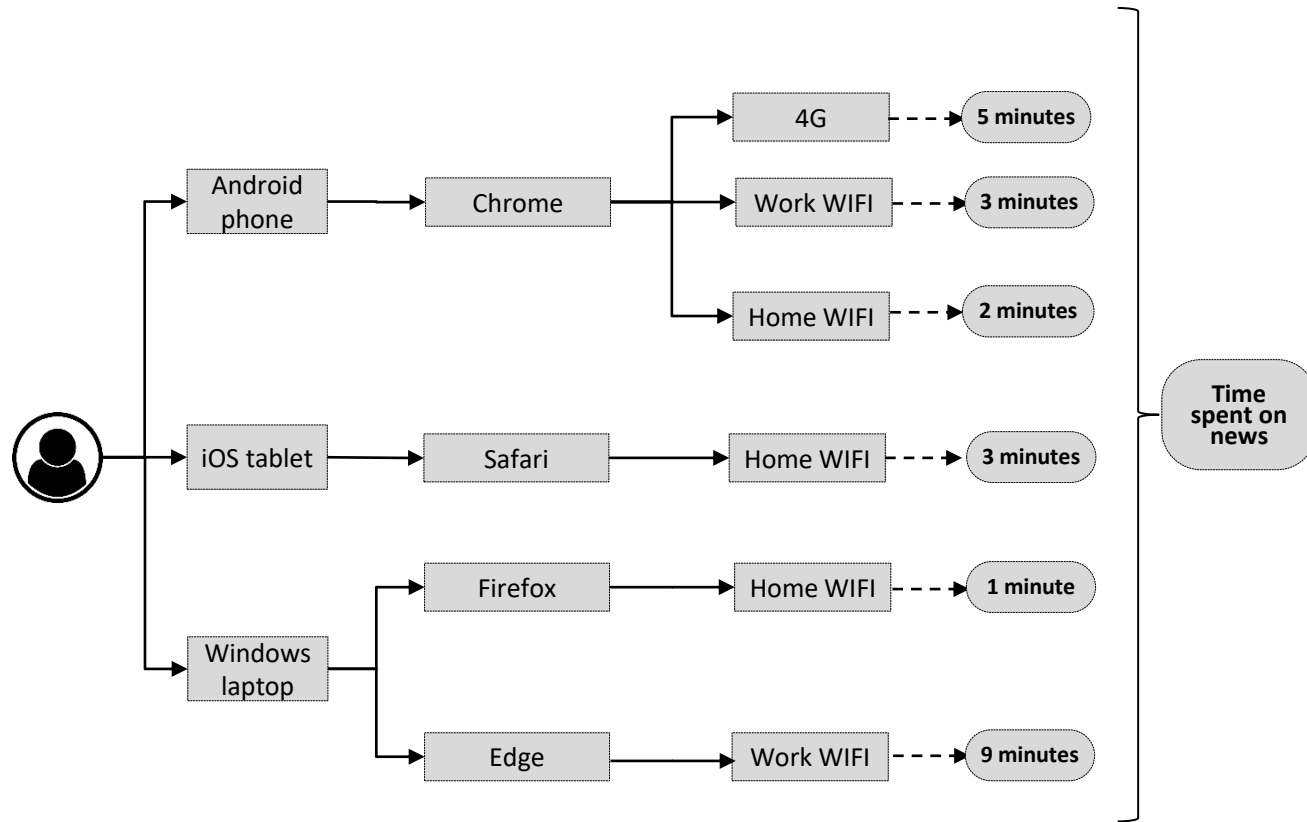 4G
5 minutes
Android
phone
Chrome
Work WIFI
3 minutes
Home WIFI
2 minutes
Time
spent on
news
iOS tablet
Safari
Home WIFI
3 minutes
Firefox
Home WIFI
1 minute
Windows
laptop
Edge
Work WIFI
9 minutes